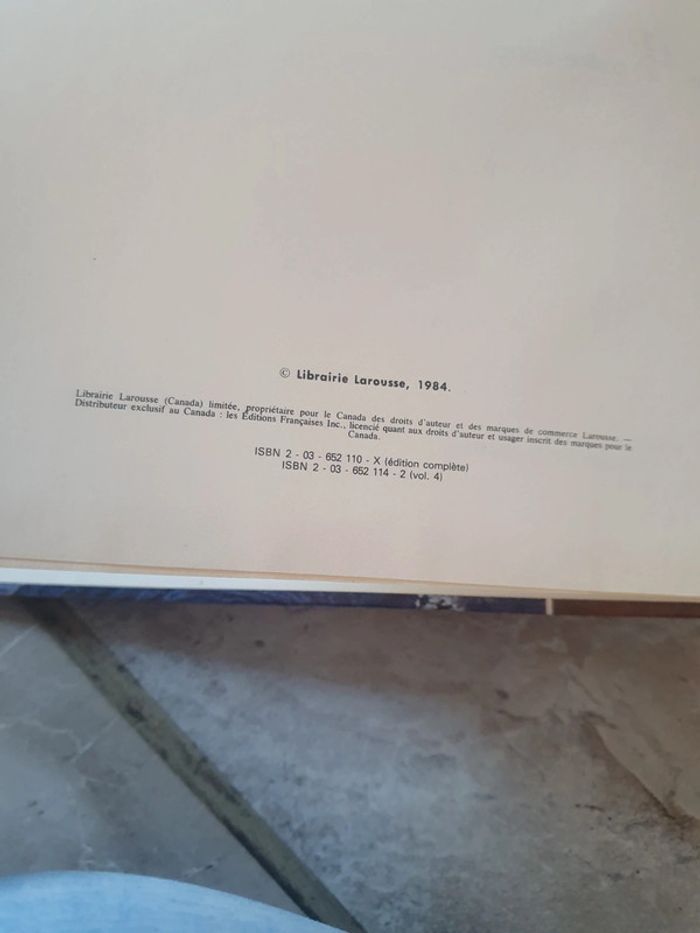 © Librairie Larousse, 1984.
Librairie Larousse (Canada) limitée, propriétaire pour le Canada des droits d'auteur et des marques de commerce Larousse. —
Distributeur exclusif au Canada : les Éditions Françaises Inc., licencié quant aux droits d'auteur et usager inscrit des marques pour le
Canada.
ISBN 2 - 03 - 652 110 - X (édition complète)
ISBN 2 - 03 - 652 114 - 2 (vol. 4)